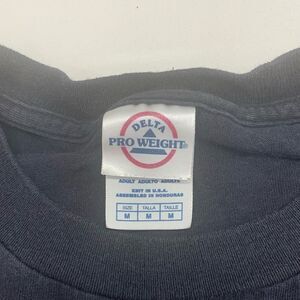 DELTA
PRO WEIGHT
ADULT ADULTO ADULTE
KNIT IN U.S.A.
ASSEMBLED IN HONDURAS
SIZE TALLA TAILLE
M M M